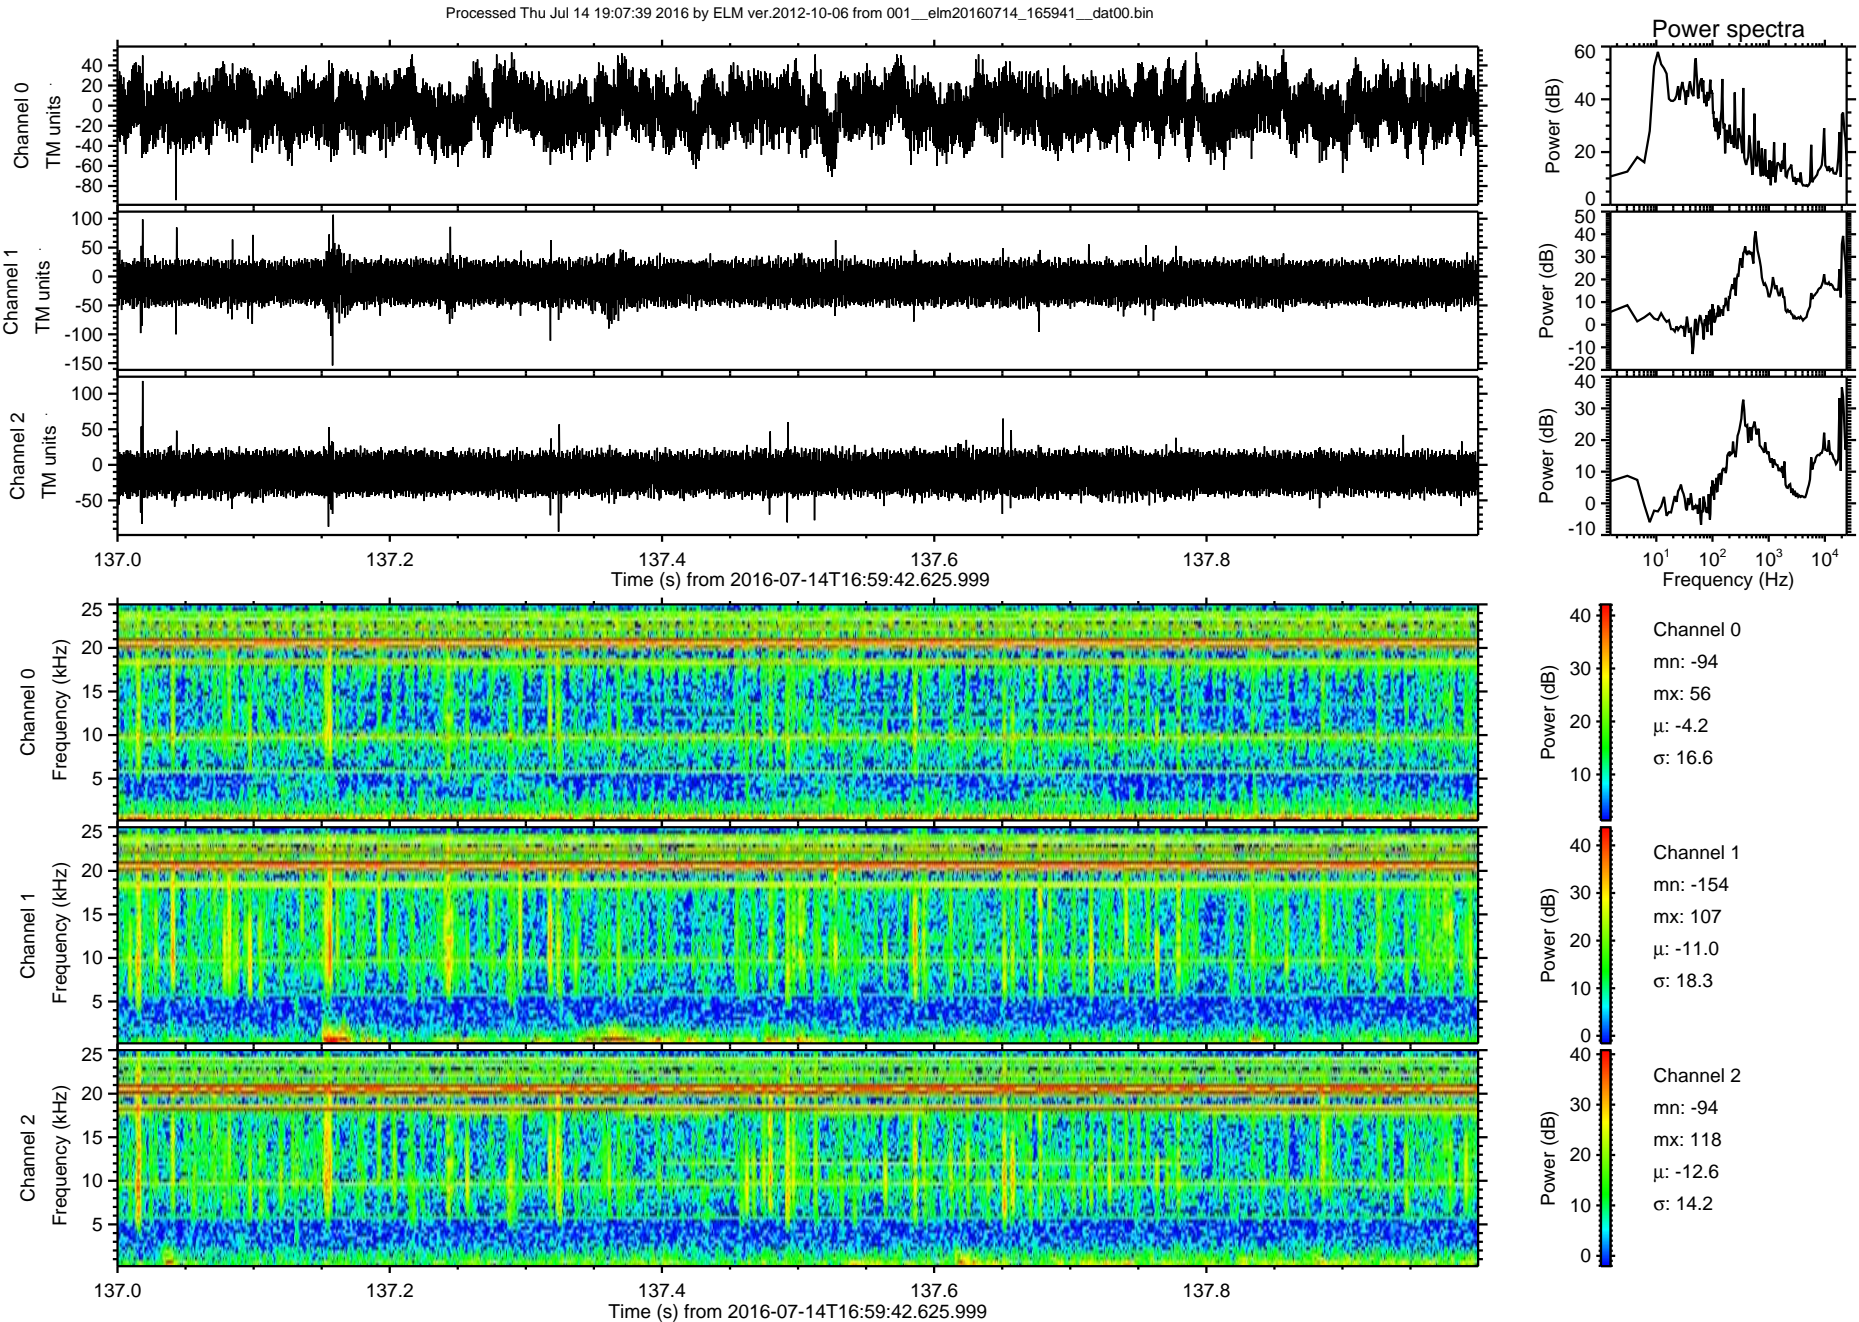 Processed Thu Jul 14 19:07:39 2016 by ELM ver.2012-10-06 from 001__elm20160714_165941__dat00.bin
Power spectra
Channel 0
TM units
40
20
0
-20
-40
-60
-80
Power (dB)
60
40
20
0
Channel 1
TM units
100
50
0
-50
-100
-150
Power (dB)
50
40
30
20
10
0
-10
-20
Channel 2
TM units
100
50
0
-50
Power (dB)
40
30
20
10
0
-10
137.0 137.2 137.4 137.6 137.8
Time (s) from 2016-07-14T16:59:42.625.999
10¹ 10² 10³ 10⁴
Frequency (Hz)
Channel 0
Frequency (kHz)
25
20
15
10
5
Power (dB)
40
30
20
10
Channel 0
mn: -94
mx: 56
µ: -4.2
σ: 16.6
Channel 1
Frequency (kHz)
25
20
15
10
5
Power (dB)
40
30
20
10
0
Channel 1
mn: -154
mx: 107
µ: -11.0
σ: 18.3
Channel 2
Frequency (kHz)
25
20
15
10
5
Power (dB)
40
30
20
10
0
Channel 2
mn: -94
mx: 118
µ: -12.6
σ: 14.2
137.0 137.2 137.4 137.6 137.8
Time (s) from 2016-07-14T16:59:42.625.999